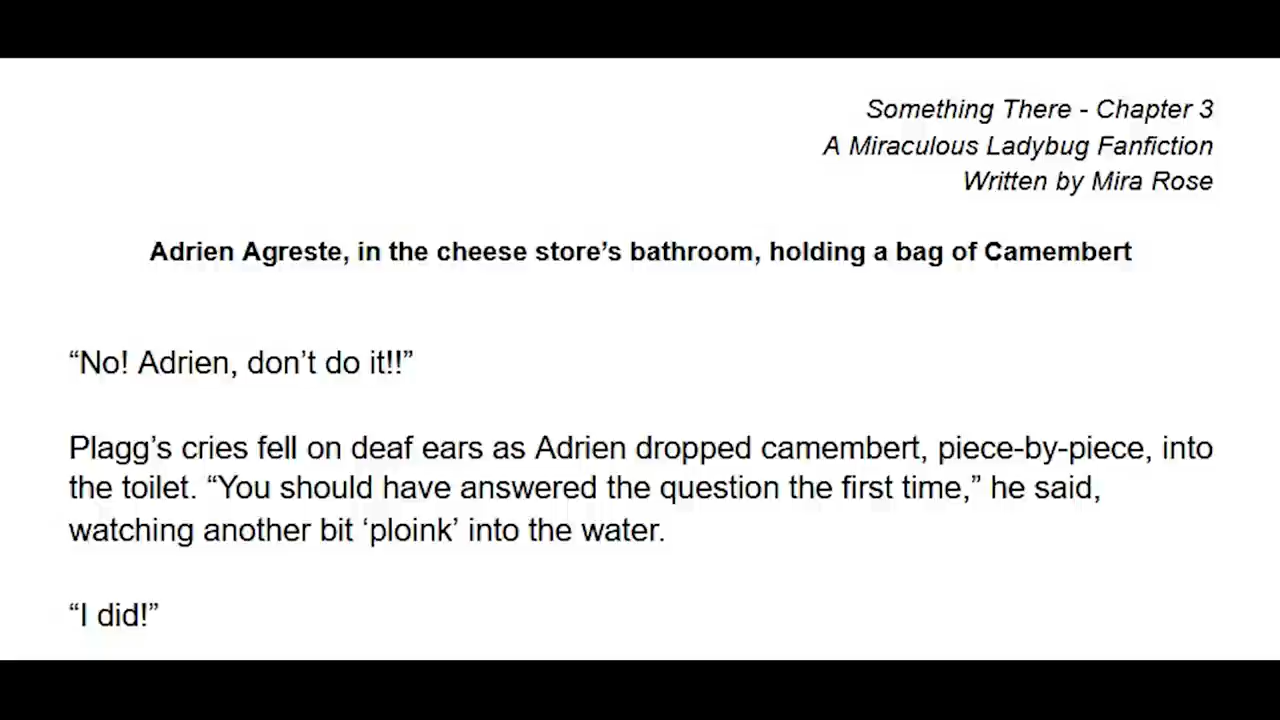 Something There - Chapter 3
A Miraculous Ladybug Fanfiction
Written by Mira Rose
Adrien Agreste, in the cheese store’s bathroom, holding a bag of Camembert
“No! Adrien, don’t do it!!”
Plagg’s cries fell on deaf ears as Adrien dropped camembert, piece-by-piece, into
the toilet. “You should have answered the question the first time,” he said,
watching another bit ‘ploink’ into the water.
“I did!”